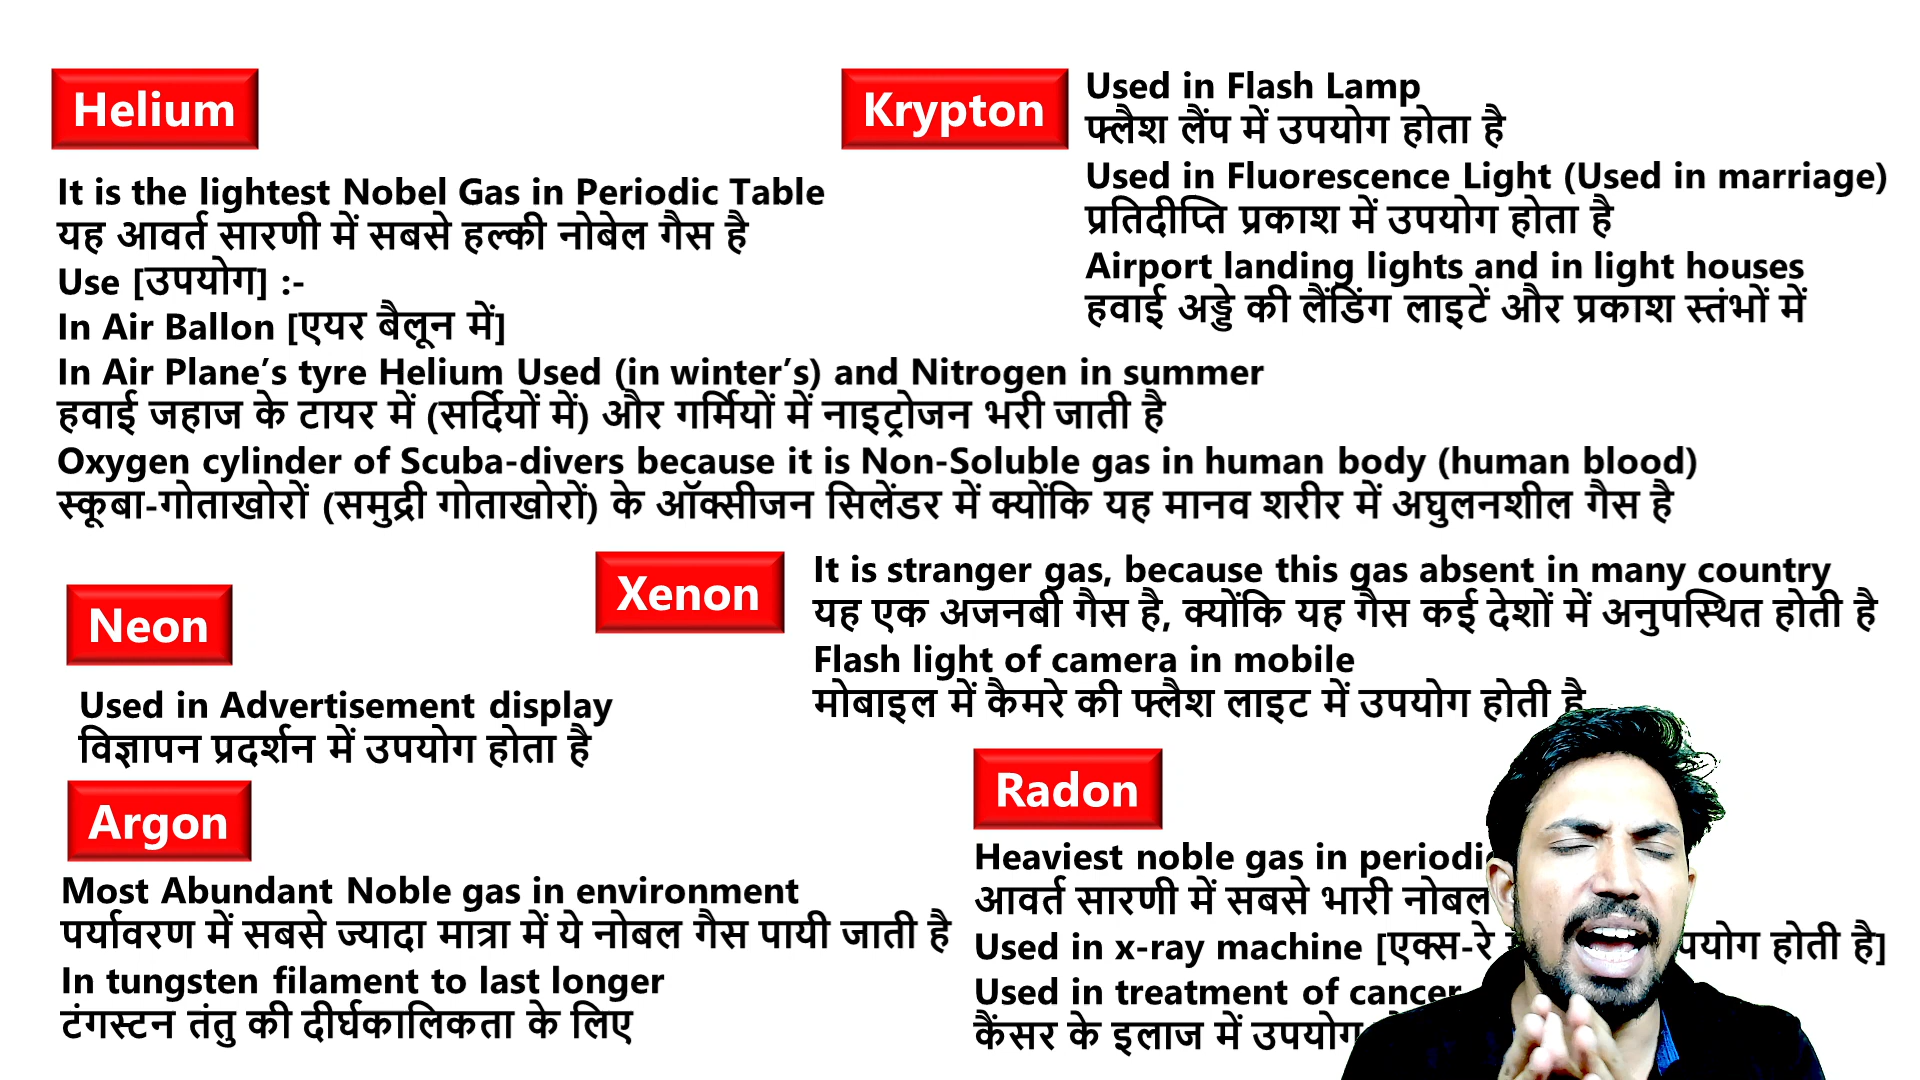 Helium
It is the lightest Nobel Gas in Periodic Table
यह आवर्त सारणी में सबसे हल्की नोबेल गैस है
Use [उपयोग] :-
In Air Ballon [एयर बैलून में]
In Air Plane’s tyre Helium Used (in winter’s) and Nitrogen in summer
हवाई जहाज के टायर में (सर्दियों में) और गर्मियों में नाइट्रोजन भरी जाती है
Oxygen cylinder of Scuba-divers because it is Non-Soluble gas in human body (human blood)
स्कूबा-गोताखोरों (समुद्री गोताखोरों) के ऑक्सीजन सिलेंडर में क्योंकि यह मानव शरीर में अघुलनशील गैस है
Krypton
Used in Flash Lamp
फ्लैश लैंप में उपयोग होता है
Used in Fluorescence Light (Used in marriage)
प्रतिदीप्ति प्रकाश में उपयोग होता है
Airport landing lights and in light houses
हवाई अड्डे की लैंडिंग लाइटें और प्रकाश स्तंभों में
Neon
Used in Advertisement display
विज्ञापन प्रदर्शन में उपयोग होता है
Xenon
It is stranger gas, because this gas absent in many country
यह एक अजनबी गैस है, क्योंकि यह गैस कई देशों में अनुपस्थित होती है
Flash light of camera in mobile
मोबाइल में कैमरे की फ्लैश लाइट में उपयोग होती है
Argon
Most Abundant Noble gas in environment
पर्यावरण में सबसे ज्यादा मात्रा में ये नोबल गैस पायी जाती है
In tungsten filament to last longer
टंगस्टन तंतु की दीर्घकालिकता के लिए
Radon
Heaviest noble gas in
आवर्त सारणी में सबसे भारी नोबल
Used in x-ray machine [एक्स-रे होती है]
Used in treatment of cancer
कैंसर के इलाज में उपयोग